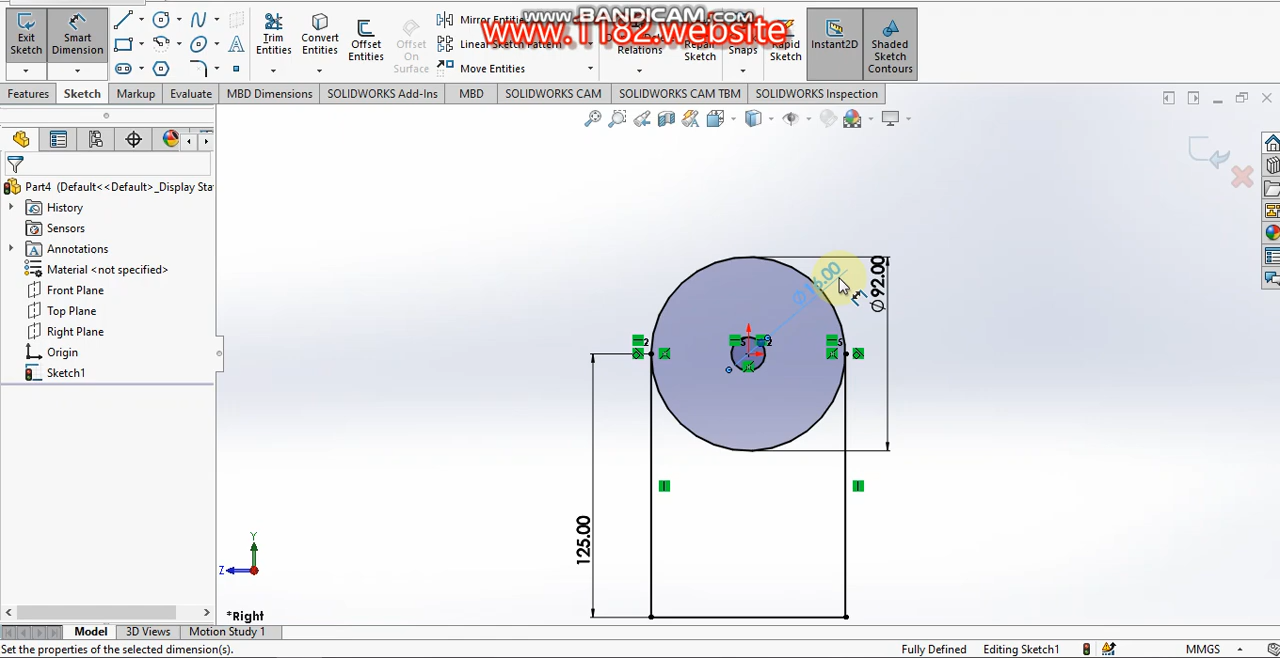 www.BANDICAM.com
www.1182.website
Exit Sketch
Smart Dimension
Trim Entities
Convert Entities
Offset Entities
Offset On Surface
Mirror Entities
Linear Sketch Pattern
Move Entities
Relations
Repair Sketch
Snaps
Rapid Sketch
Instant2D
Shaded Sketch Contours
Features Sketch Markup Evaluate MBD Dimensions SOLIDWORKS Add-Ins MBD SOLIDWORKS CAM SOLIDWORKS CAM TBM SOLIDWORKS Inspection
Part4 (Default<<Default>_Display Sta
History
Sensors
Annotations
Material <not specified>
Front Plane
Top Plane
Right Plane
Origin
Sketch1
Ø16.00
Ø 92.00
125.00
Y
Z
*Right
Model 3D Views Motion Study 1
Set the properties of the selected dimension(s). Fully Defined Editing Sketch1 MMGS